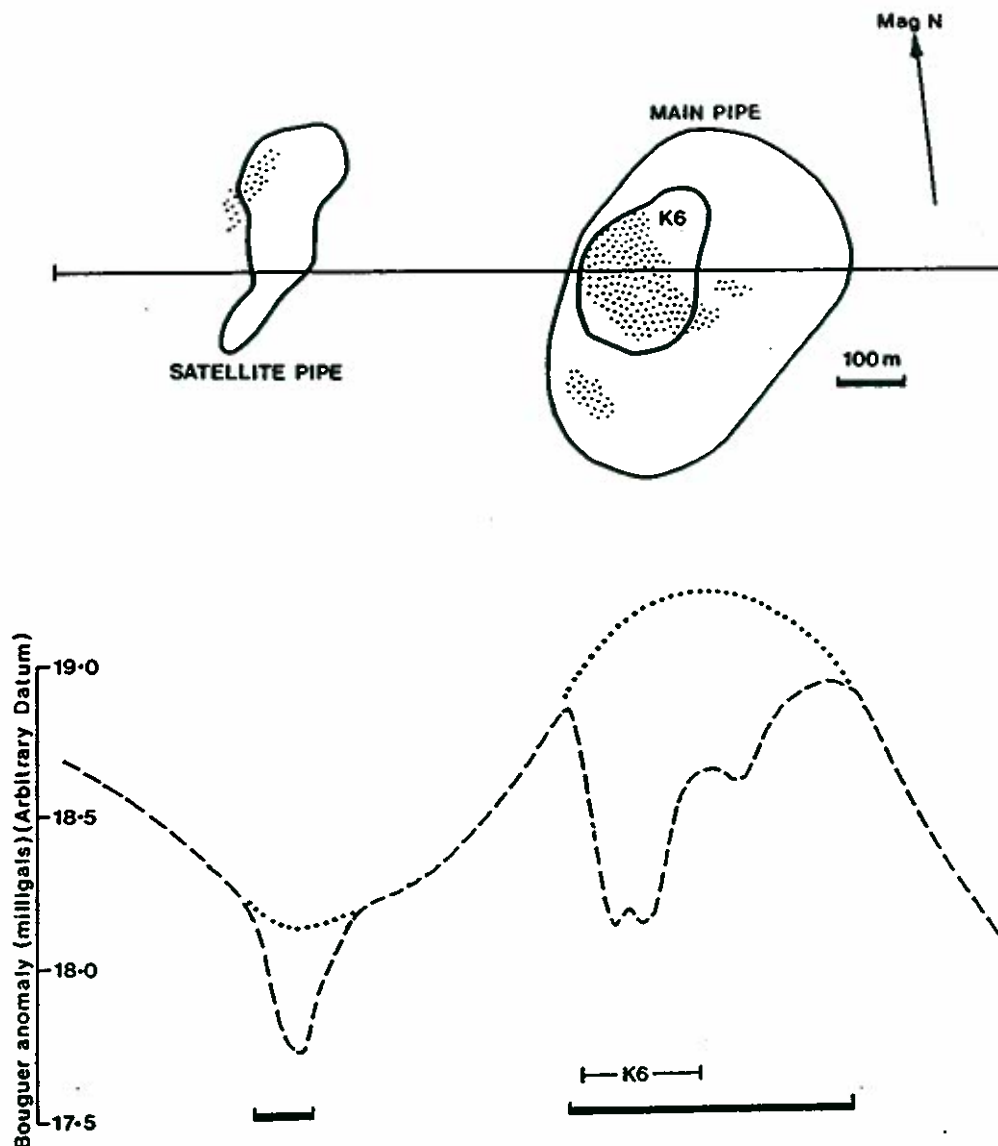 Mag N
MAIN PIPE
K6
SATELLITE PIPE
100 m
Bouguer anomaly (milligals) (Arbitrary Datum)
19·0
18·5
18·0
17·5
K6